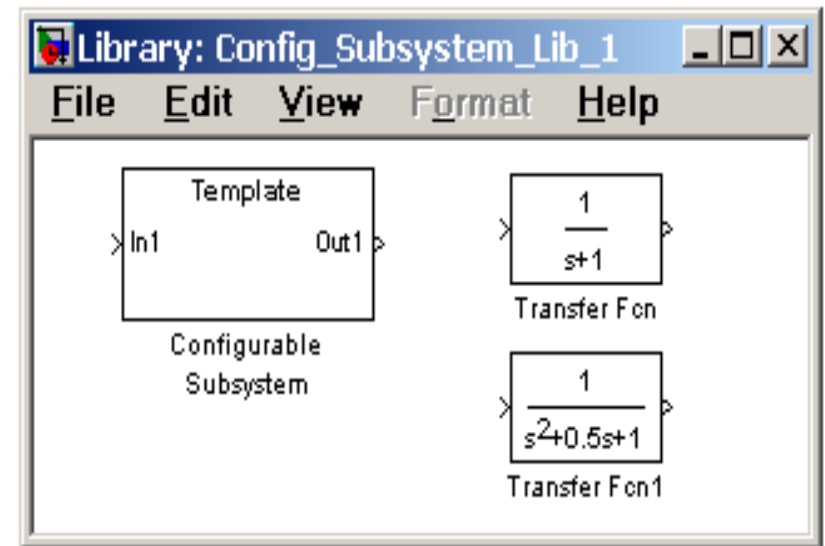 Library: Config_Subsystem_Lib_1
File Edit View Format Help
Template
In1 Out1
Configurable
Subsystem
1
s+1
Transfer Fcn
1
s²+0.5s+1
Transfer Fcn1